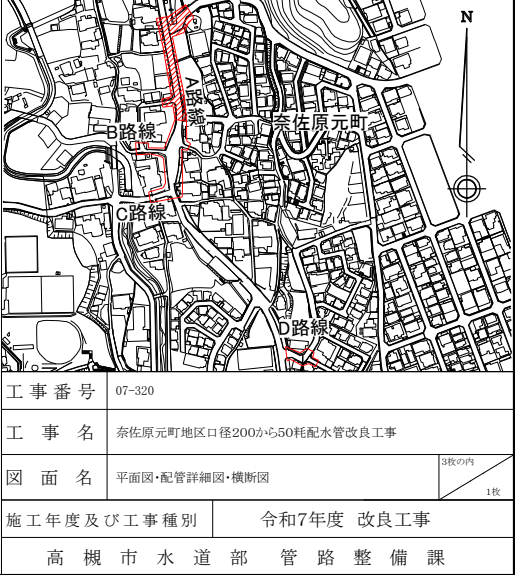 N
A路線
奈佐原元町
B路線
C路線
D路線
工事番号 07-320
工事名 奈佐原元町地区口径200から50粍配水管改良工事
図面名 平面図・配管詳細図・横断図 3枚の内 1枚
施工年度及び工事種別 令和7年度 改良工事
高槻市水道部 管路整備課